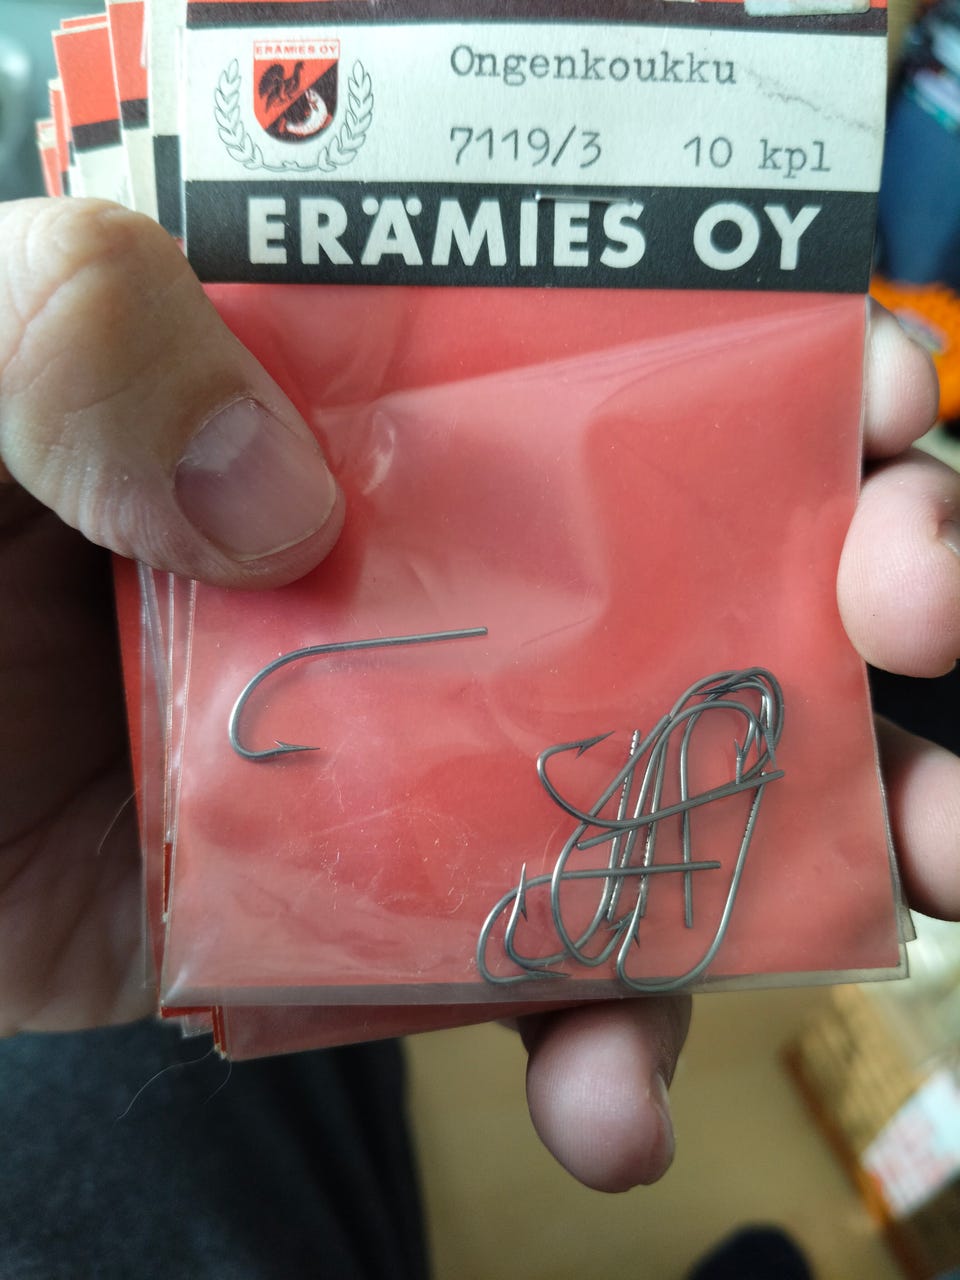 ERÄMIES OY
Ongenkoukku
7119/3 10 kpl
ERÄMIES OY